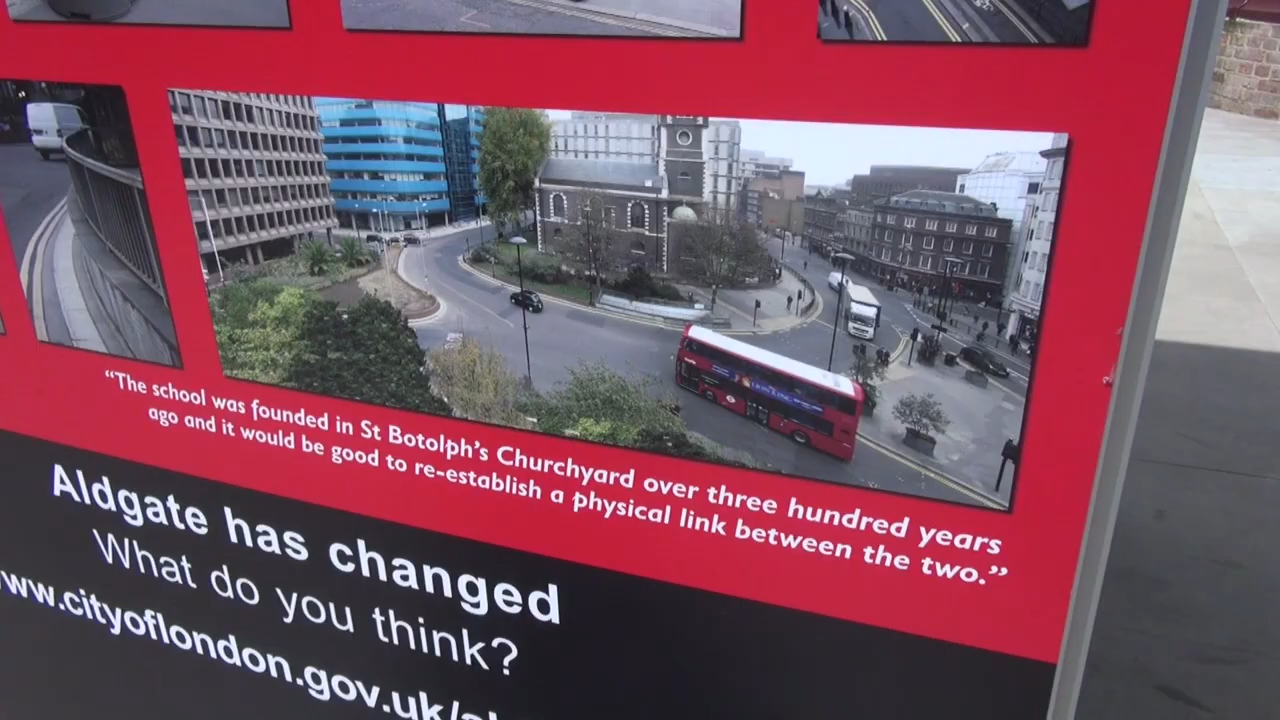 “The school was founded in St Botolph’s Churchyard over three hundred years
ago and it would be good to re-establish a physical link between the two.”
Aldgate has changed
What do you think?
www.cityoflondon.gov.uk/